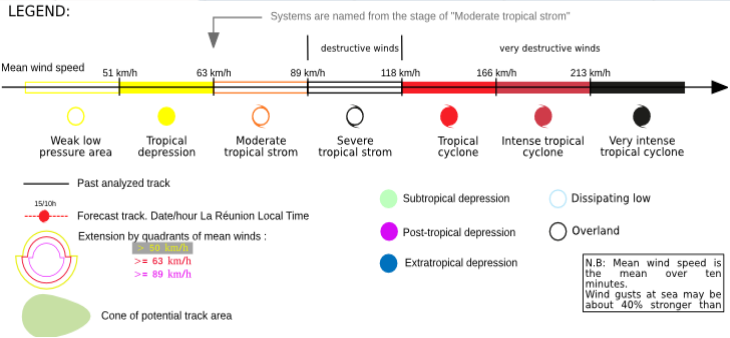 LEGEND:
Systems are named from the stage of "Moderate tropical strom"
destructive winds
very destructive winds
Mean wind speed
51 km/h
63 km/h
89 km/h
118 km/h
166 km/h
213 km/h
Weak low
pressure area
Tropical
depression
Moderate
tropical strom
Severe
tropical strom
Tropical
cyclone
Intense tropical
cyclone
Very intense
tropical cyclone
Past analyzed track
15/10h
Forecast track. Date/hour La Réunion Local Time
Extension by quadrants of mean winds :
> 50 km/h
>= 63 km/h
>= 89 km/h
Cone of potential track area
Subtropical depression
Post-tropical depression
Extratropical depression
Dissipating low
Overland
N.B: Mean wind speed is
the mean over ten
minutes.
Wind gusts at sea may be
about 40% stronger than